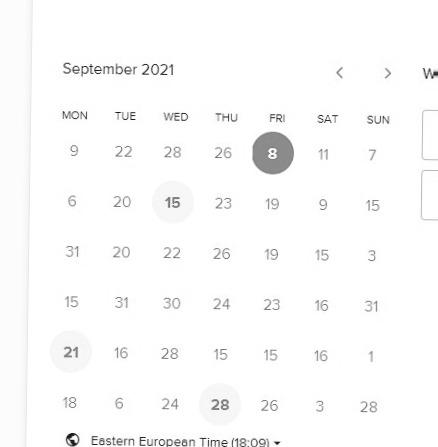 September 2021
MON TUE WED THU FRI SAT SUN
9 22 28 26 8 11 7
6 20 15 23 19 9 15
31 20 22 26 19 15 3
15 31 30 24 23 16 31
21 16 28 15 15 16 1
18 6 24 28 26 3 28
Eastern European Time (18:09)